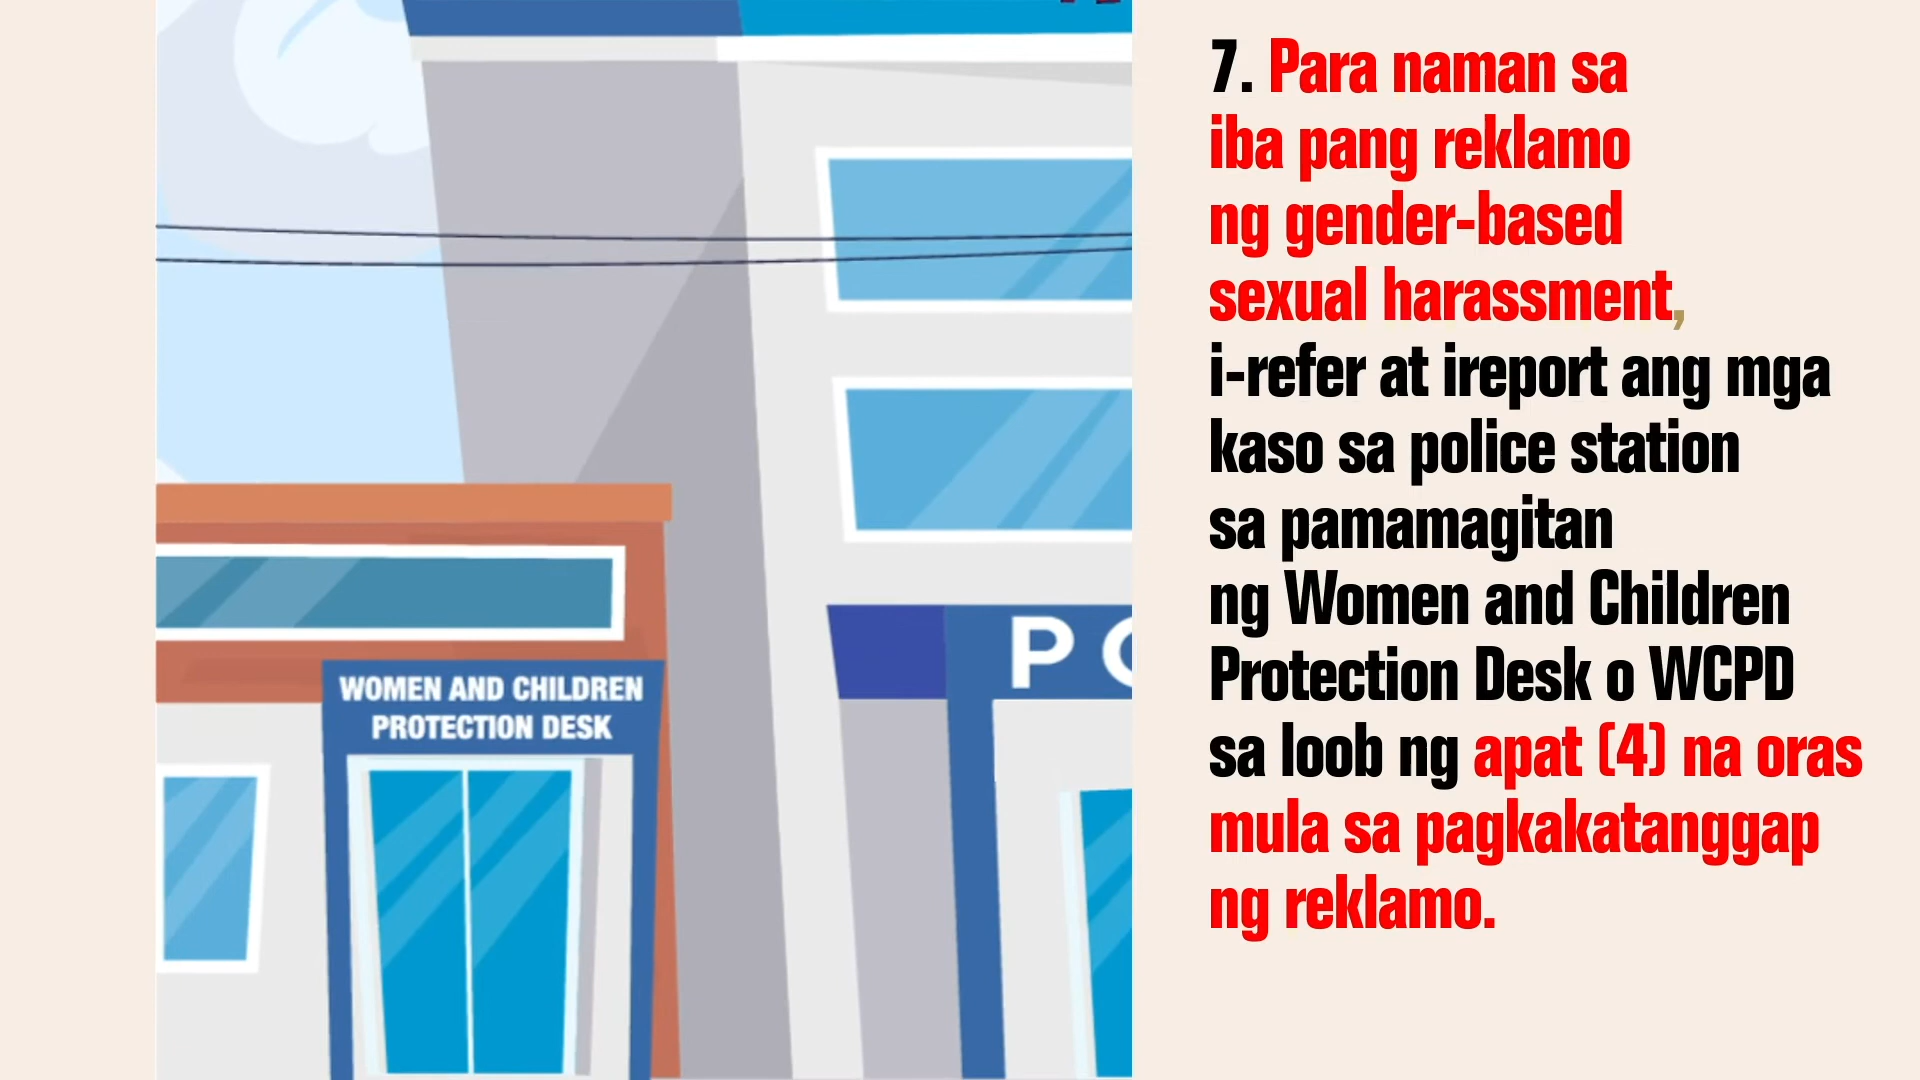 7. Para naman sa
iba pang reklamo
ng gender-based
sexual harassment,
i-refer at ireport ang mga
kaso sa police station
sa pamamagitan
ng Women and Children
Protection Desk o WCPD
sa loob ng apat (4) na oras
mula sa pagkakatanggap
ng reklamo.
WOMEN AND CHILDREN
PROTECTION DESK